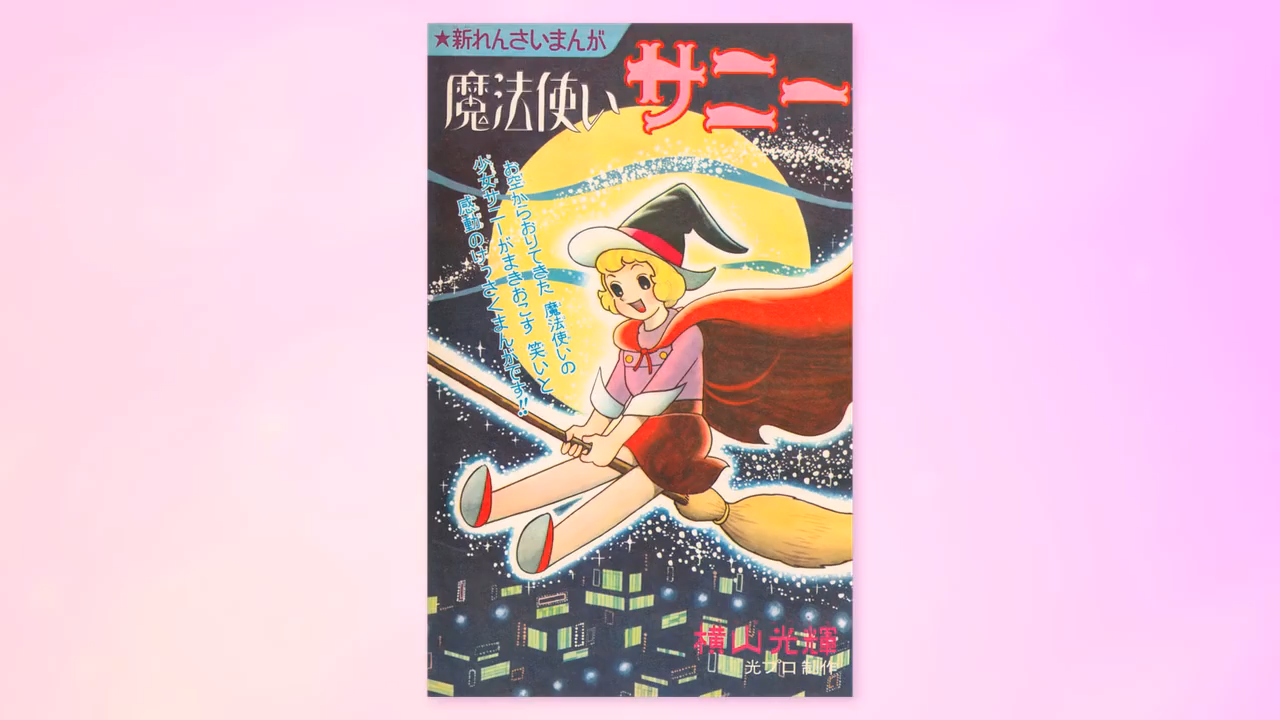 ★新れんさいまんが
魔法使いサニー
お空からおりてきた 魔法使いの
少女サニーがまきおこす 笑いと
感動のけっさくまんがです!!
横山光輝
光プロ制作